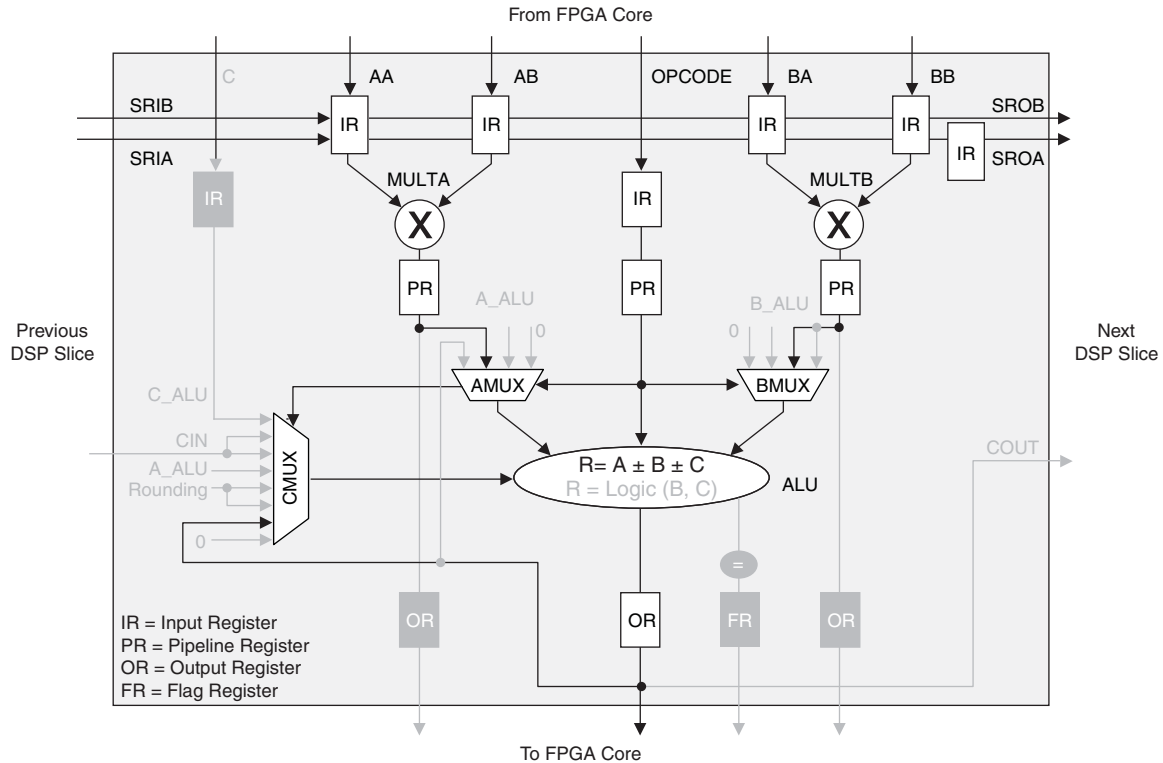 From FPGA Core
C
AA
AB
OPCODE
BA
BB
SRIB
SROB
IR
IR
IR
IR
SRIA
IR
SROA
MULTA
MULTB
IR
IR
X
X
PR
PR
PR
A_ALU
B_ALU
0
0
Previous
DSP Slice
Next
DSP Slice
AMUX
BMUX
C_ALU
CIN
A_ALU
Rounding
0
CMUX
R= A ± B ± C
R = Logic (B, C)
ALU
COUT
=
OR
OR
FR
OR
IR = Input Register
PR = Pipeline Register
OR = Output Register
FR = Flag Register
To FPGA Core